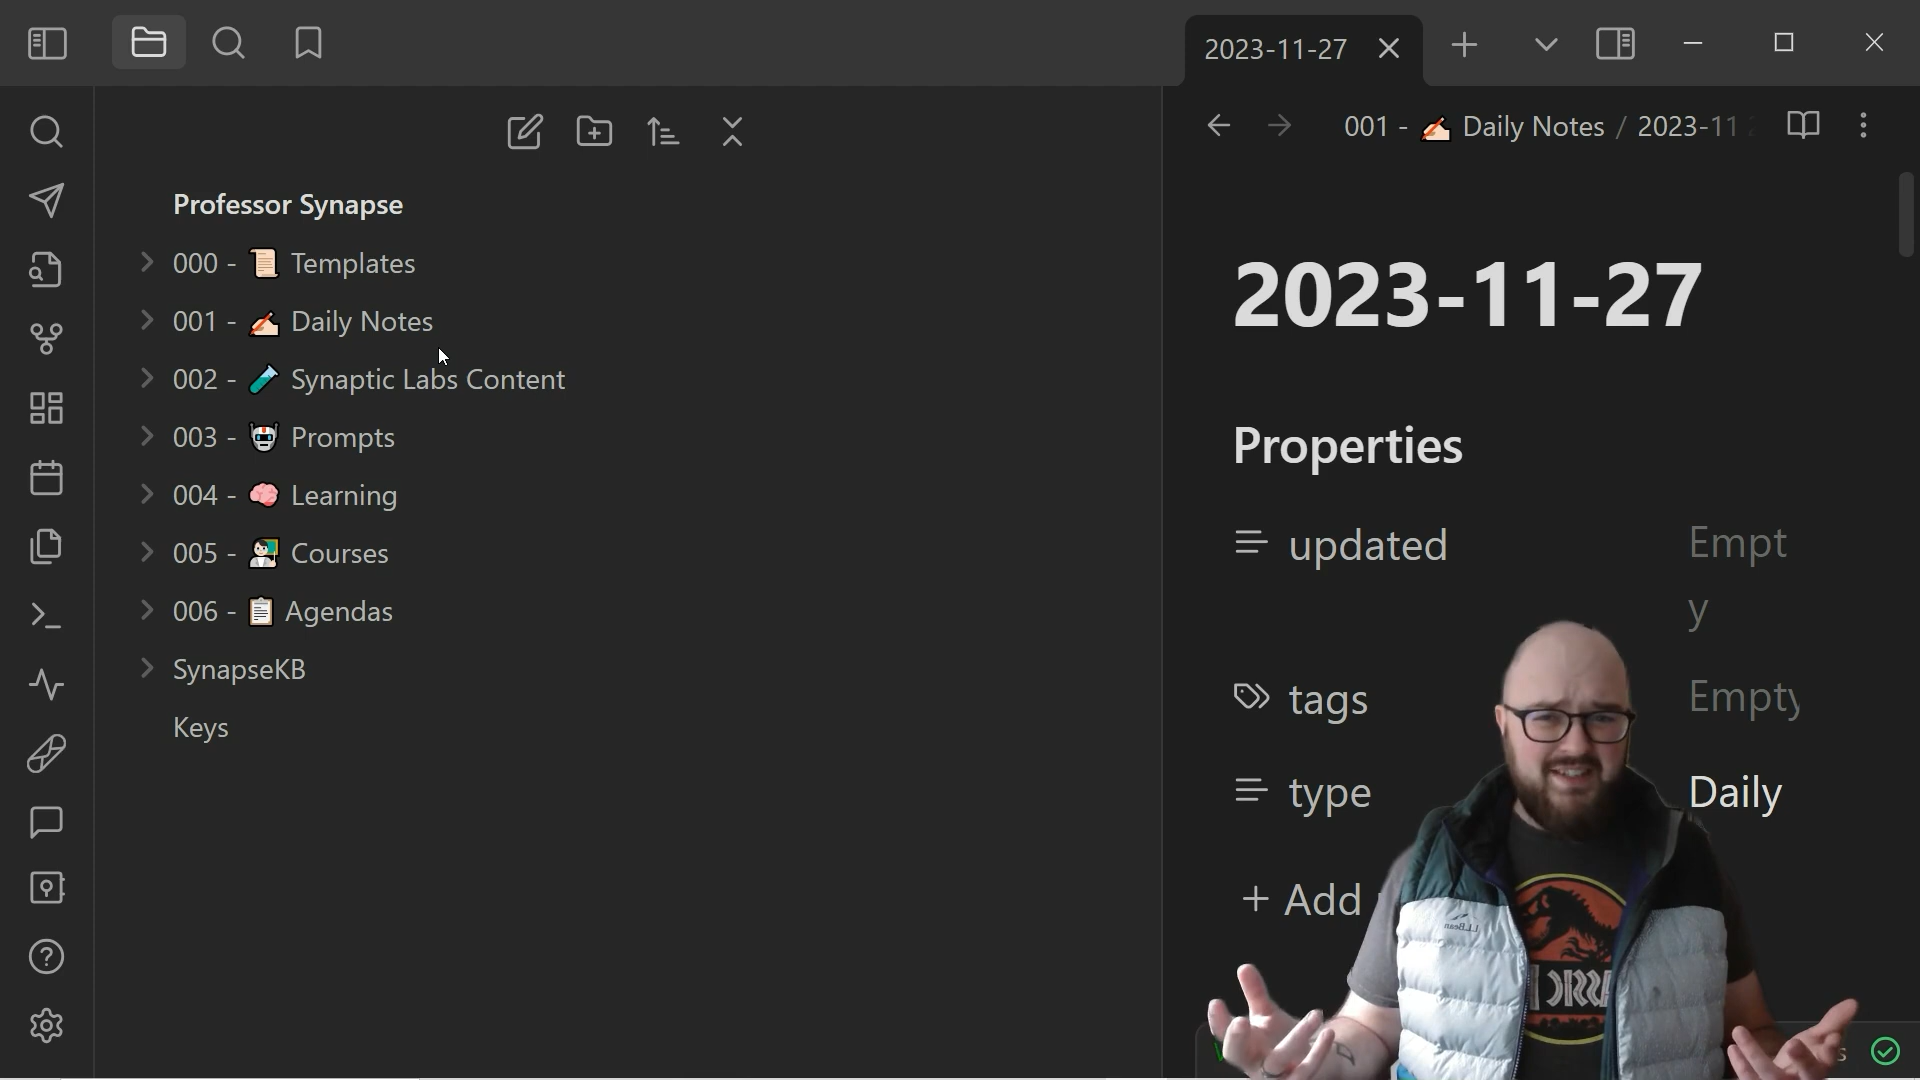 2023-11-27
001 - ✍🏻 Daily Notes / 2023-11
Professor Synapse
000 - 📜 Templates
001 - ✍🏻 Daily Notes
002 - 🧪 Synaptic Labs Content
003 - 🤖 Prompts
004 - 🧠 Learning
005 - 👨🏻‍🏫 Courses
006 - 📋 Agendas
SynapseKB
Keys
2023-11-27
Properties
updated
Empt
y
tags
Empty
type
Daily
+ Add
L.L.Bean